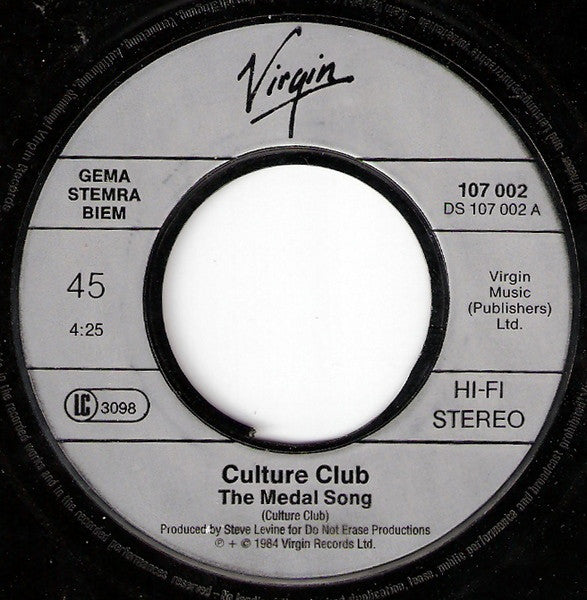 Virgin
GEMA
STEMRA
BIEM
107 002
DS 107 002 A
45
4:25
Virgin
Music
(Publishers)
Ltd.
LC 3098
HI-FI
STEREO
Culture Club
The Medal Song
(Culture Club)
Produced by Steve Levine for Do Not Erase Productions
℗ + © 1984 Virgin Records Ltd.